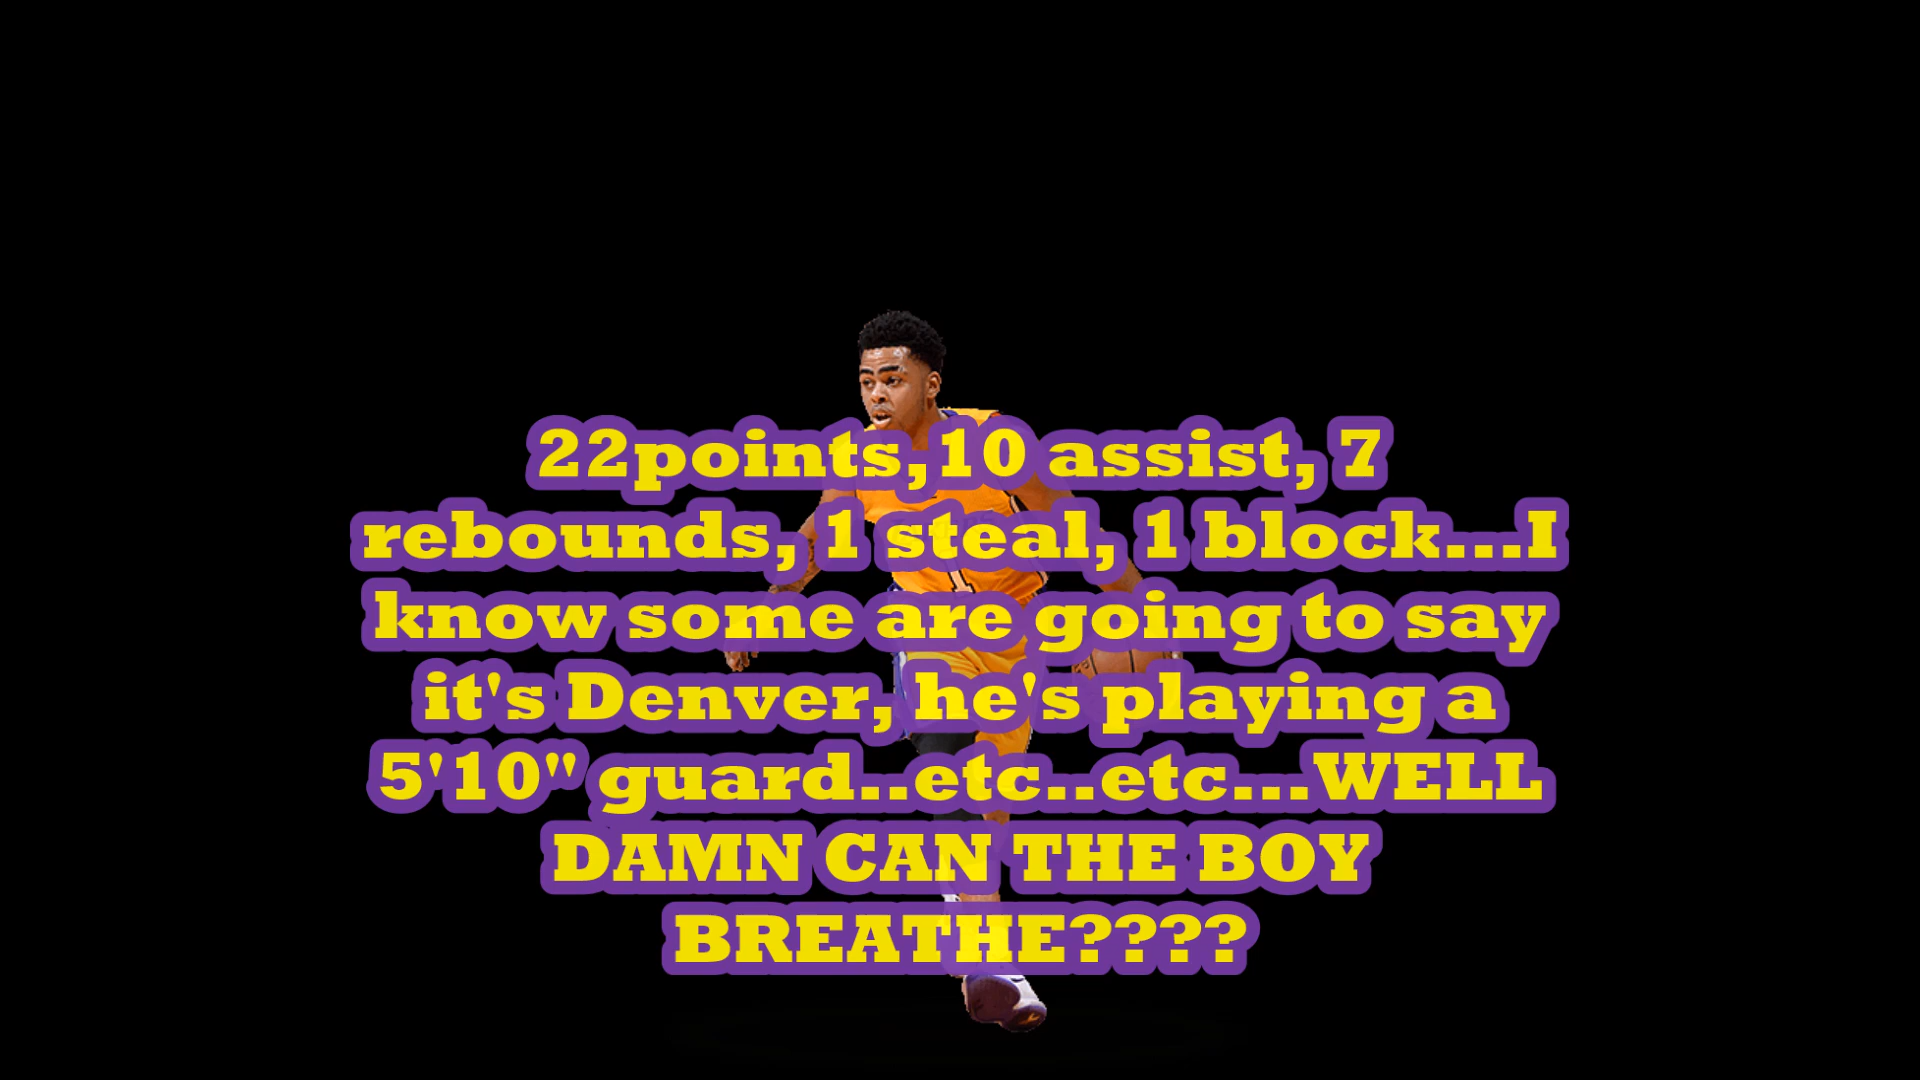 22points,10 assist, 7
rebounds, 1 steal, 1 block...I
know some are going to say
it's Denver, he's playing a
5'10" guard..etc..etc...WELL
DAMN CAN THE BOY
BREATHE????